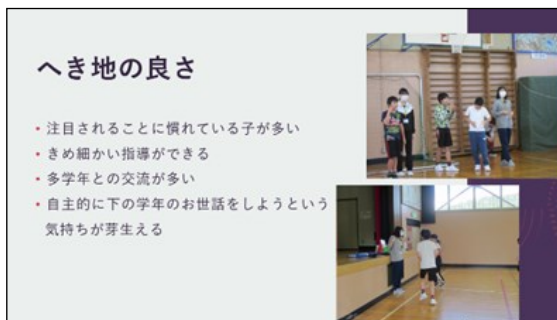 へき地の良さ
• 注目されることに慣れている子が多い
• きめ細かい指導ができる
• 多学年との交流が多い
• 自主的に下の学年のお世話をしようという
気持ちが芽生える